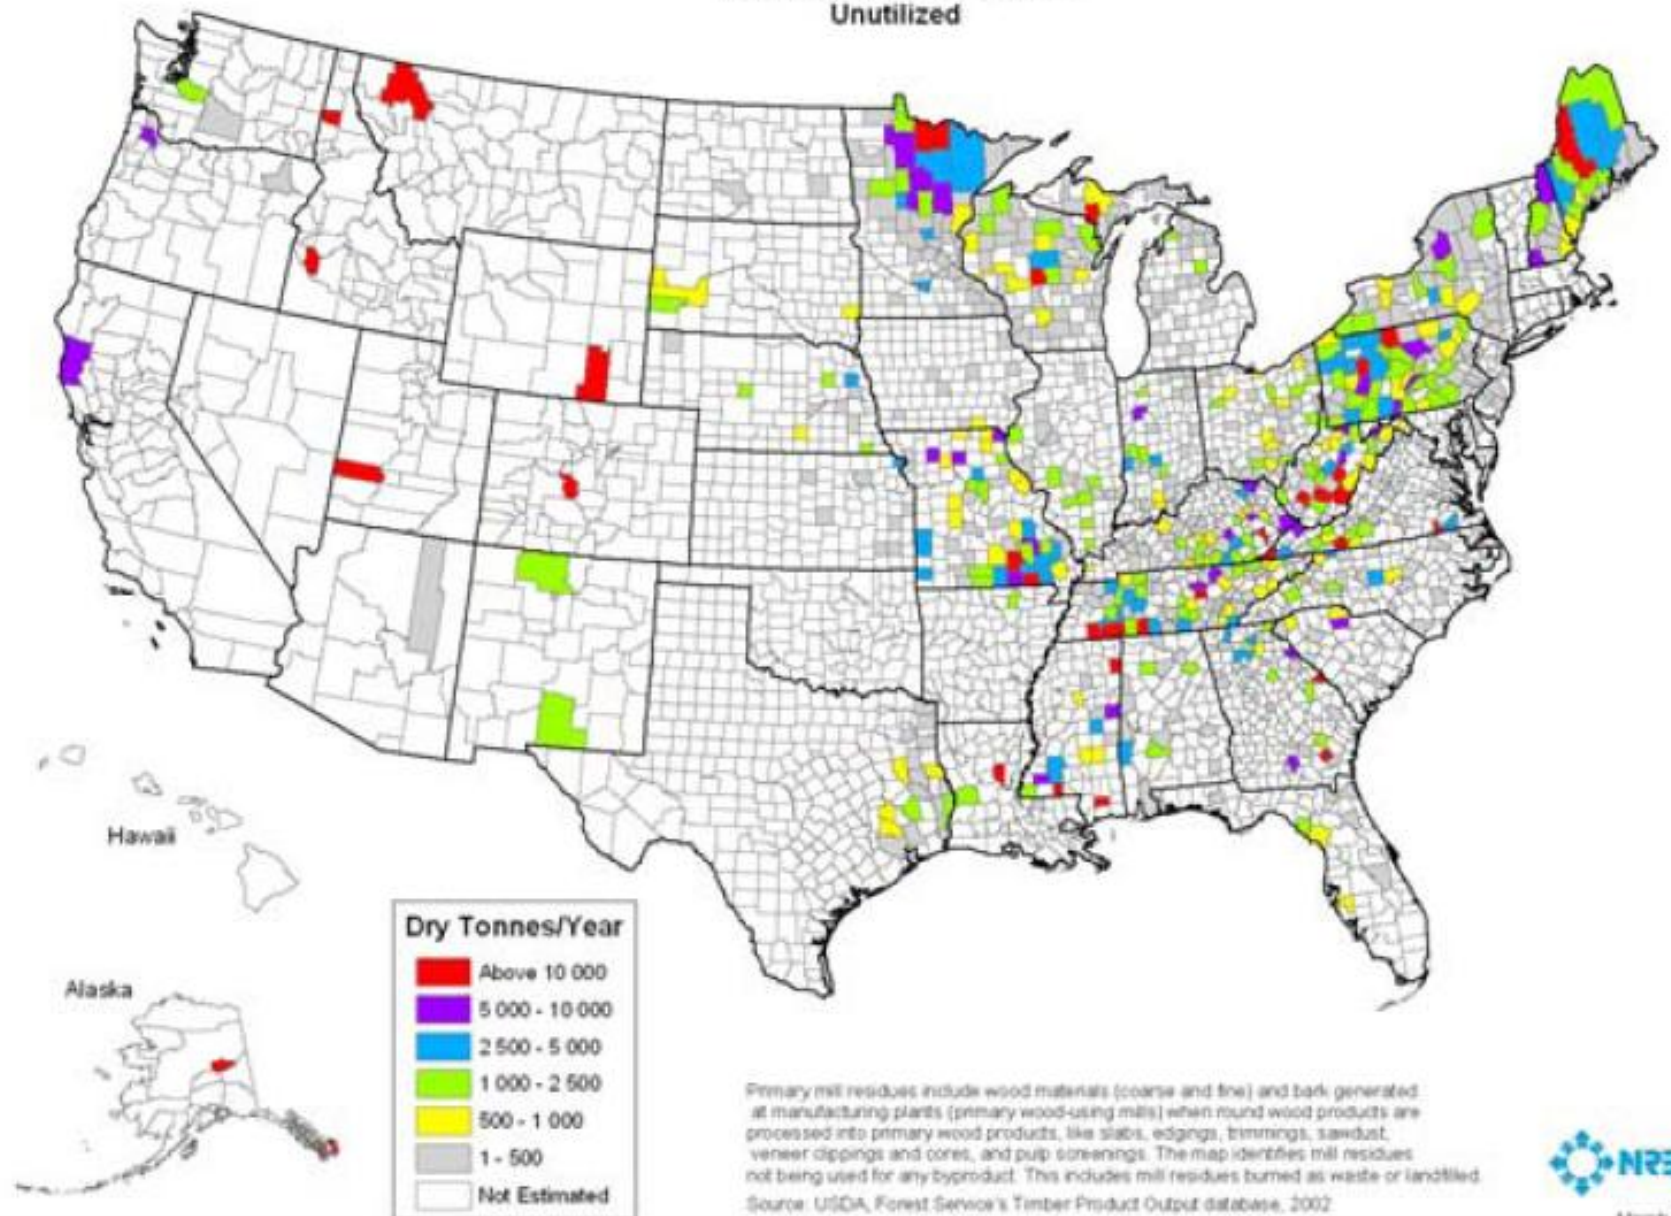 Unutilized
Hawaii
Alaska
Dry Tonnes/Year
Above 10 000
5 000 - 10 000
2 500 - 5 000
1 000 - 2 500
500 - 1 000
1 - 500
Not Estimated
Primary mill residues include wood materials (coarse and fine) and bark generated
at manufacturing plants (primary wood-using mills) when round wood products are
processed into primary wood products, like slabs, edgings, trimmings, sawdust,
veneer clippings and cores, and pulp screenings. The map identifies mill residues
not being used for any byproduct. This includes mill residues burned as waste or landfilled.
Source: USDA, Forest Service's Timber Product Output database, 2002